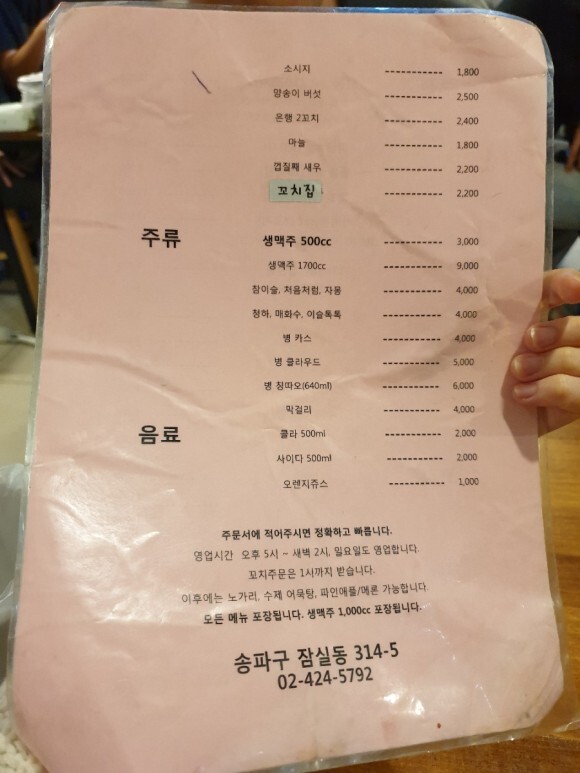 소시지 ----------- 1,800
양송이 버섯 ----------- 2,500
은행 2꼬치 ----------- 2,400
마늘 ----------- 1,800
껍질째 새우 ----------- 2,200
꼬치집 ----------- 2,200
주류 생맥주 500cc ----------- 3,000
생맥주 1700cc ----------- 9,000
참이슬, 처음처럼, 자몽 ----------- 4,000
청하, 매화수, 이슬톡톡 ----------- 4,000
병 카스 ----------- 4,000
병 클라우드 ----------- 5,000
병 칭따오(640ml) ----------- 6,000
막걸리 ----------- 4,000
음료 콜라 500ml ----------- 2,000
사이다 500ml ----------- 2,000
오렌지쥬스 ----------- 1,000
주문서에 적어주시면 정확하고 빠릅니다.
영업시간 오후 5시 ~ 새벽 2시, 일요일도 영업합니다.
꼬치주문은 1시까지 받습니다.
이후에는 노가리, 수제 어묵탕, 파인애플/메론 가능합니다.
모든 메뉴 포장됩니다. 생맥주 1,000cc 포장됩니다.
송파구 잠실동 314-5
02-424-5792